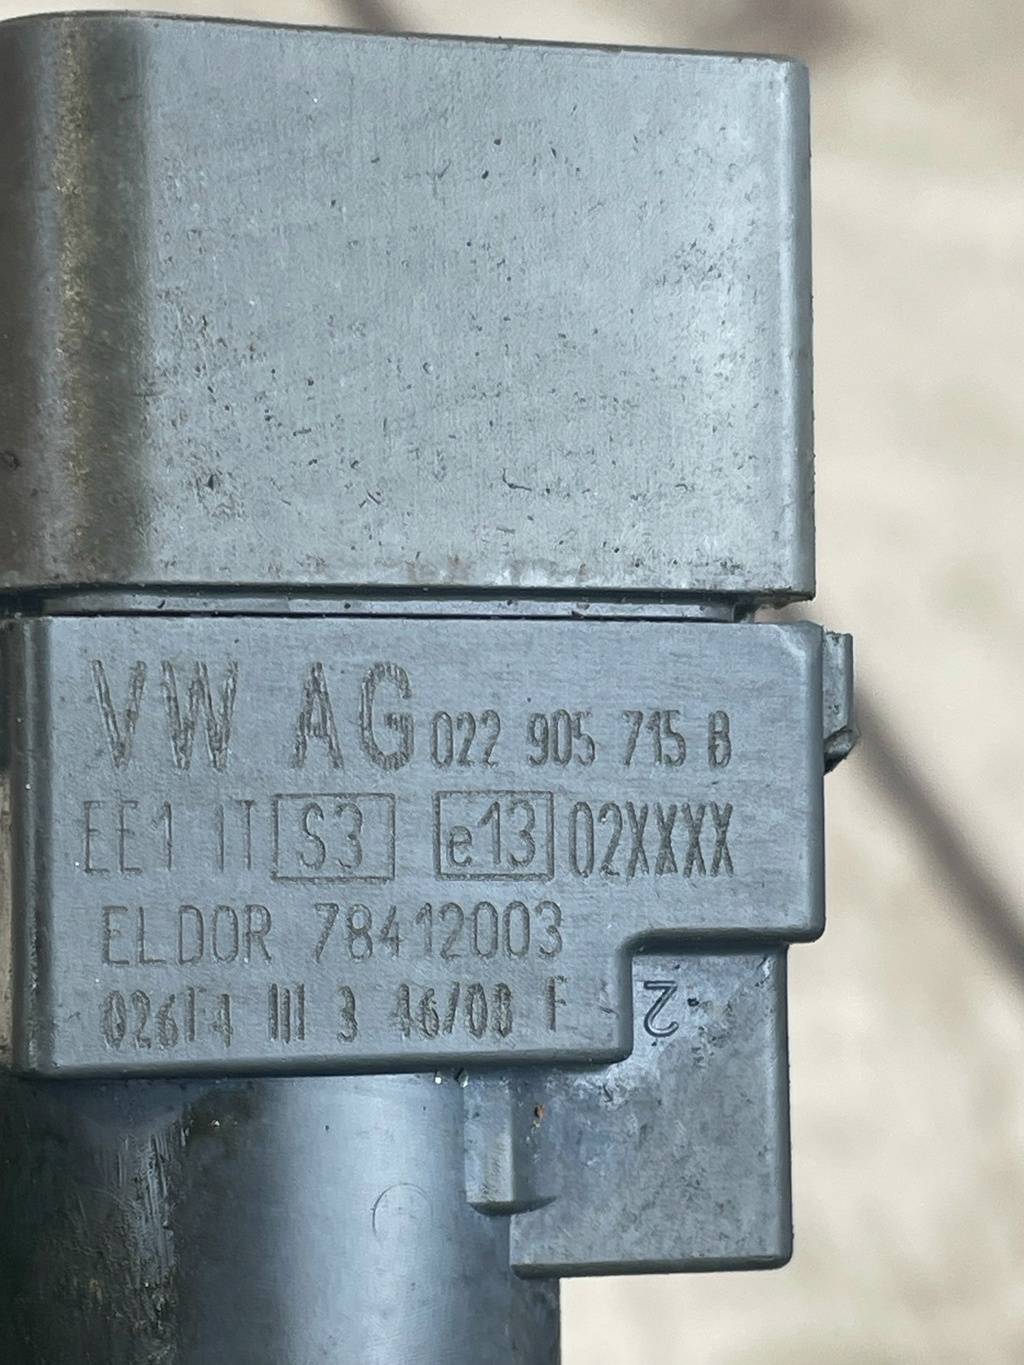 VW AG 022 905 715 B
EE1 1T S3 e13 02XXXX
ELDOR 78412003
026T4 III 3 46/08 F
2